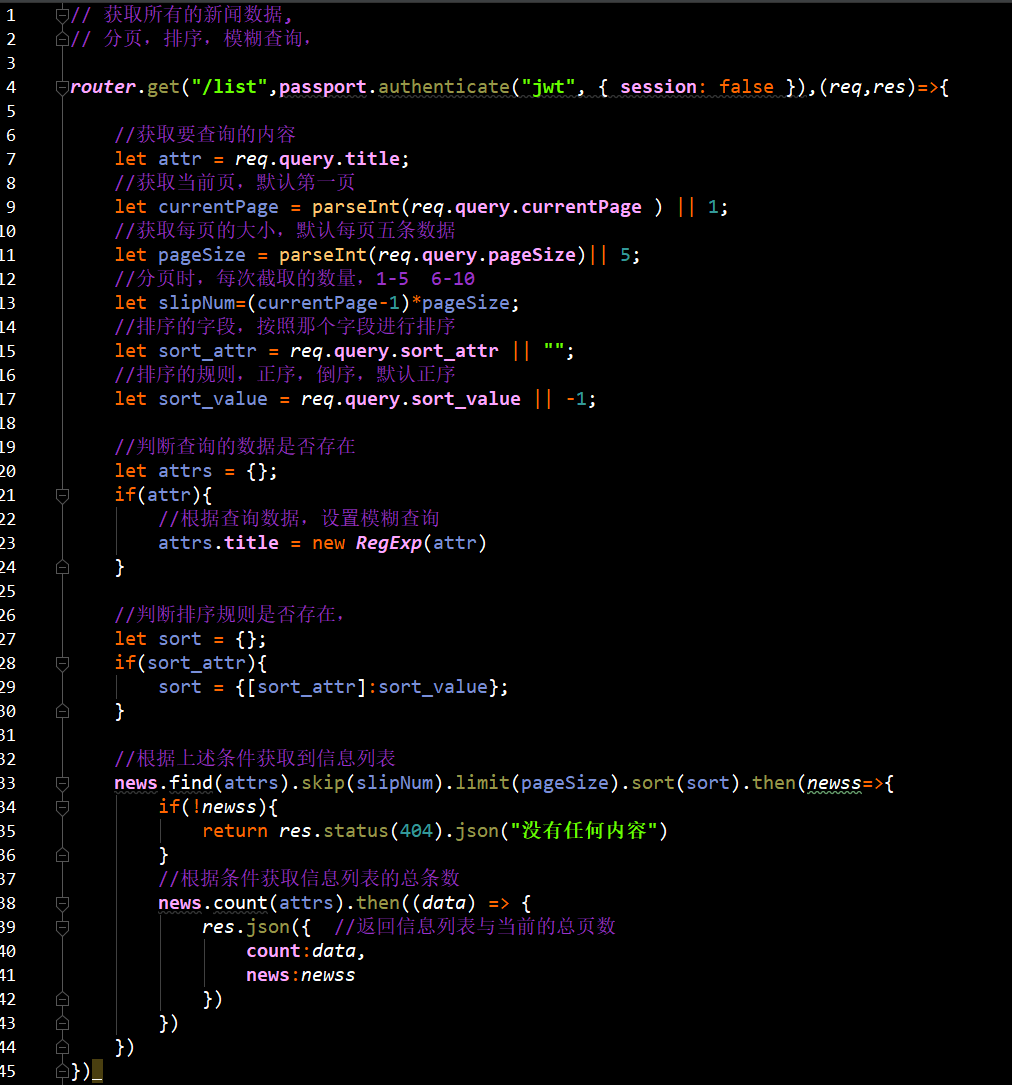 1 // 获取所有的新闻数据,
2 // 分页，排序，模糊查询，
3
4 router.get("/list",passport.authenticate("jwt", { session: false }),(req,res)=>{
5
6 //获取要查询的内容
7 let attr = req.query.title;
8 //获取当前页，默认第一页
9 let currentPage = parseInt(req.query.currentPage ) || 1;
10 //获取每页的大小，默认每页五条数据
11 let pageSize = parseInt(req.query.pageSize)|| 5;
12 //分页时，每次截取的数量，1-5  6-10
13 let slipNum=(currentPage-1)*pageSize;
14 //排序的字段，按照那个字段进行排序
15 let sort_attr = req.query.sort_attr || "";
16 //排序的规则，正序，倒序，默认正序
17 let sort_value = req.query.sort_value || -1;
18
19 //判断查询的数据是否存在
20 let attrs = {};
21 if(attr){
22 //根据查询数据，设置模糊查询
23 attrs.title = new RegExp(attr)
24 }
25
26 //判断排序规则是否存在，
27 let sort = {};
28 if(sort_attr){
29 sort = {[sort_attr]:sort_value};
30 }
31
32 //根据上述条件获取到信息列表
33 news.find(attrs).skip(slipNum).limit(pageSize).sort(sort).then(newss=>{
34 if(!newss){
35 return res.status(404).json("没有任何内容")
36 }
37 //根据条件获取信息列表的总条数
38 news.count(attrs).then((data) => {
39 res.json({  //返回信息列表与当前的总页数
40 count:data,
41 news:newss
42 })
43 })
44 })
45 })